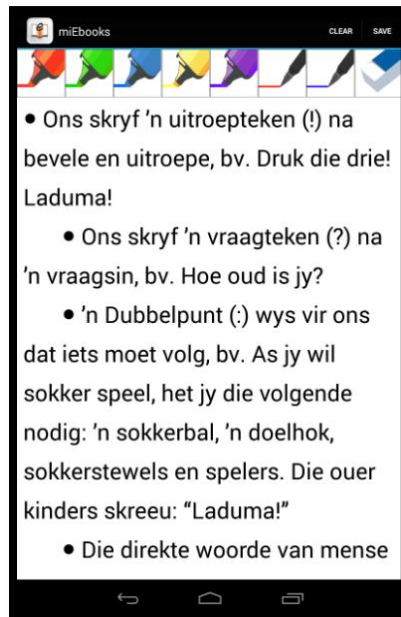 miEbooks CLEAR SAVE
• Ons skryf ’n uitroepteken (!) na
bevele en uitroepe, bv. Druk die drie!
Laduma!
• Ons skryf ’n vraagteken (?) na
’n vraagsin, bv. Hoe oud is jy?
• ’n Dubbelpunt (:) wys vir ons
dat iets moet volg, bv. As jy wil
sokker speel, het jy die volgende
nodig: ’n sokkerbal, ’n doelhok,
sokkerstewels en spelers. Die ouer
kinders skreeu: “Laduma!”
• Die direkte woorde van mense